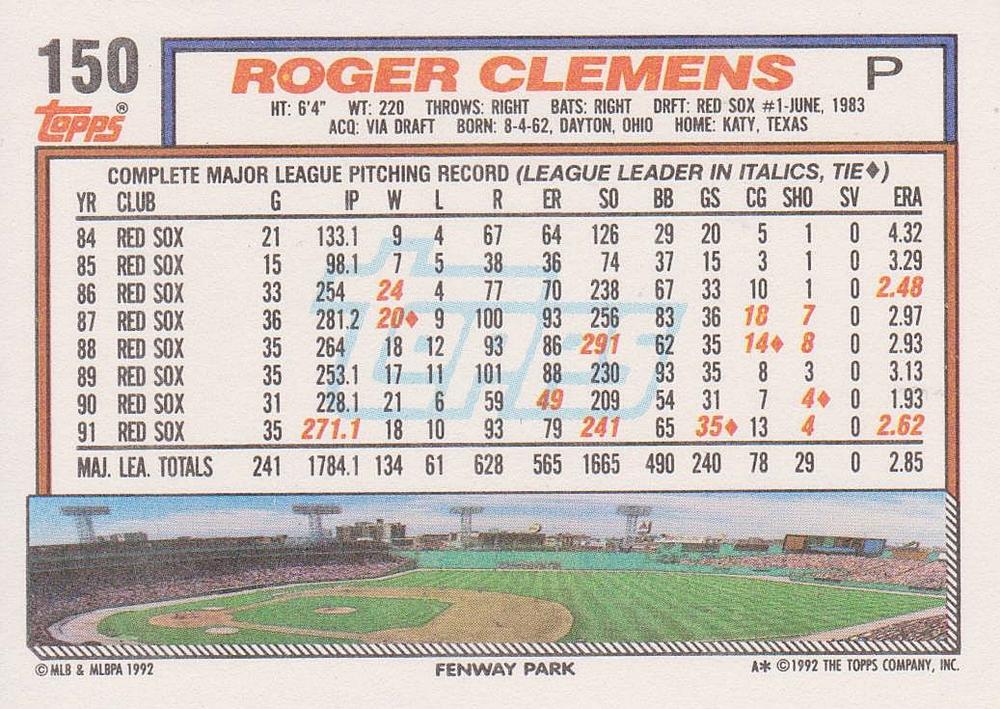 150 ROGER CLEMENS P
Topps®
HT: 6'4" WT: 220 THROWS: RIGHT BATS: RIGHT DRFT: RED SOX #1-JUNE, 1983
ACQ: VIA DRAFT BORN: 8-4-62, DAYTON, OHIO HOME: KATY, TEXAS
COMPLETE MAJOR LEAGUE PITCHING RECORD (LEAGUE LEADER IN ITALICS, TIE♦)
YR CLUB G IP W L R ER SO BB GS CG SHO SV ERA
84 RED SOX 21 133.1 9 4 67 64 126 29 20 5 1 0 4.32
85 RED SOX 15 98.1 7 5 38 36 74 37 15 3 1 0 3.29
86 RED SOX 33 254 24 4 77 70 238 67 33 10 1 0 2.48
87 RED SOX 36 281.2 20♦ 9 100 93 256 83 36 18 7 0 2.97
88 RED SOX 35 264 18 12 93 86 291 62 35 14♦ 8 0 2.93
89 RED SOX 35 253.1 17 11 101 88 230 93 35 8 3 0 3.13
90 RED SOX 31 228.1 21 6 59 49 209 54 31 7 4♦ 0 1.93
91 RED SOX 35 271.1 18 10 93 79 241 65 35♦ 13 4 0 2.62
MAJ. LEA. TOTALS 241 1784.1 134 61 628 565 1665 490 240 78 29 0 2.85
Topps
©MLB & MLBPA 1992 FENWAY PARK A* ©1992 THE TOPPS COMPANY, INC.